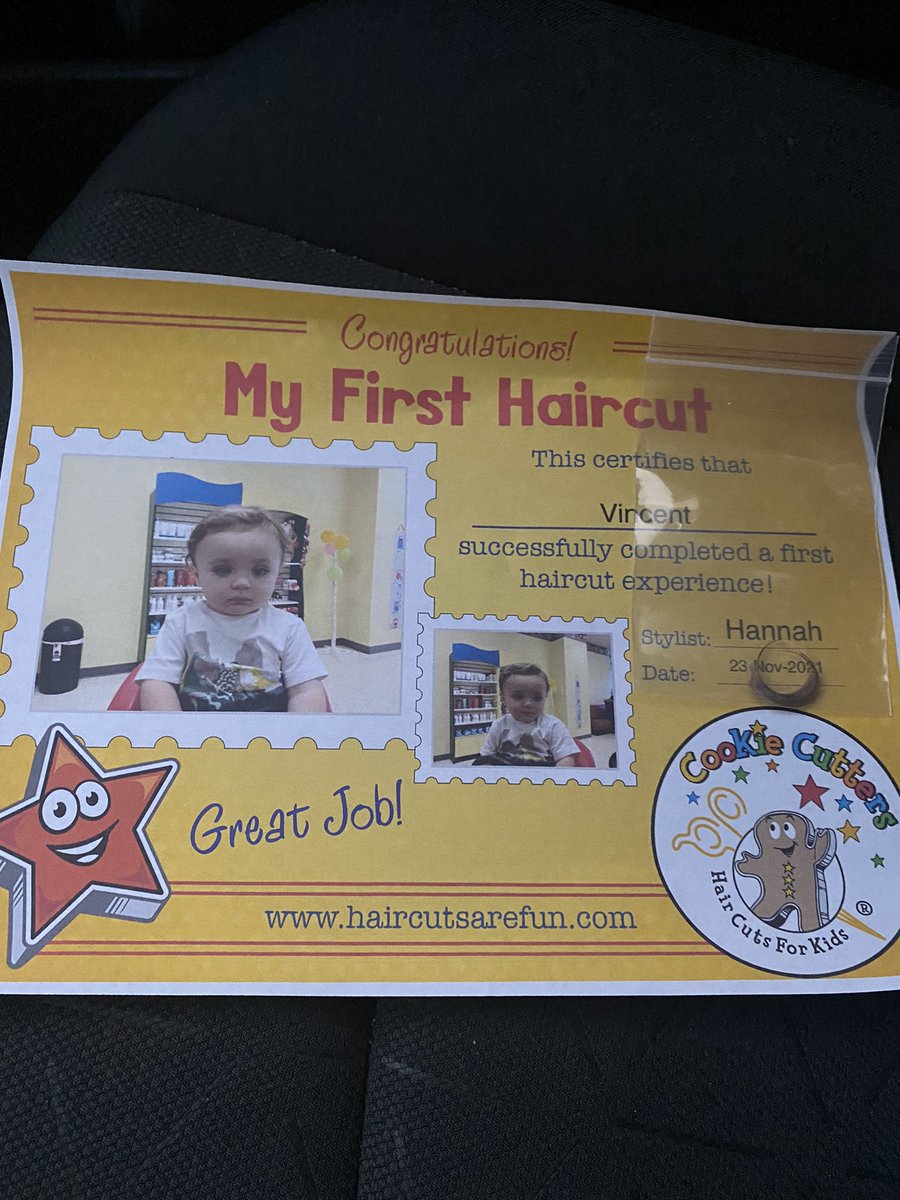 Congratulations!
My First Haircut
This certifies that
Vincent
successfully completed a first
haircut experience!
Stylist: Hannah
Date: 23 Nov-2021
Great Job!
www.haircutsarefun.com
Cookie Cutters
Hair Cuts For Kids
®